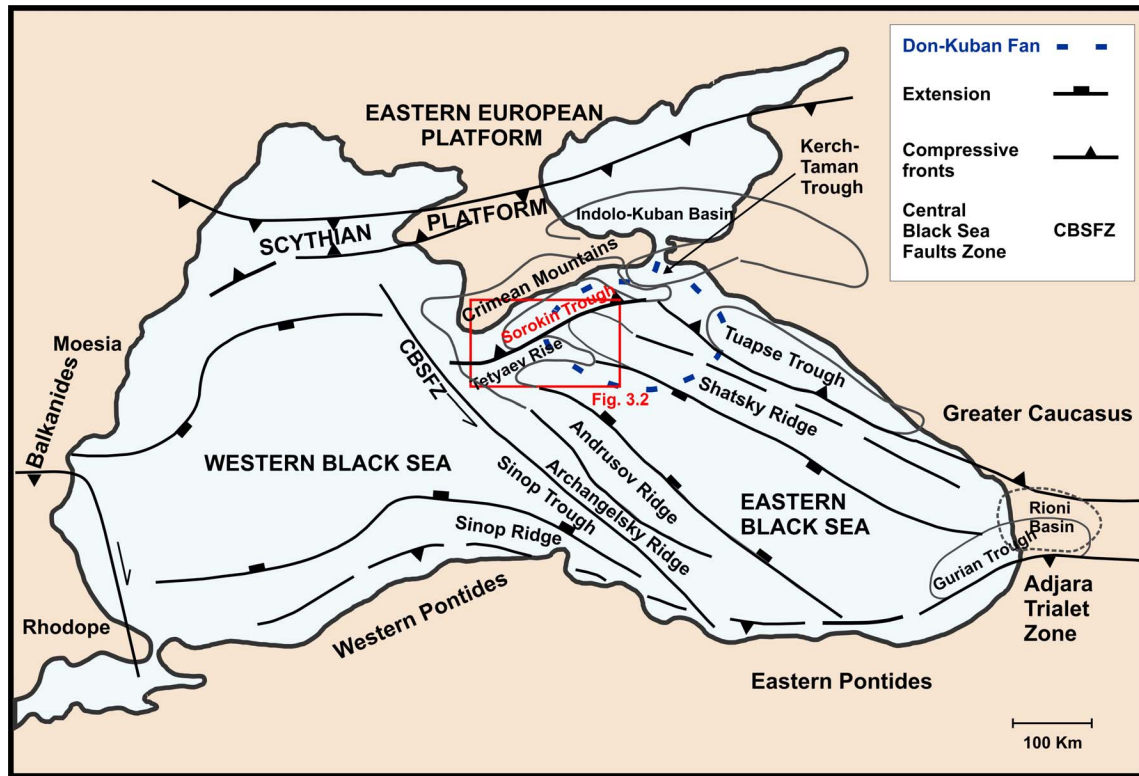 Don-Kuban Fan
Extension
Compressive
fronts
Central
Black Sea
Faults Zone
CBSFZ
EASTERN EUROPEAN
PLATFORM
Kerch-
Taman
Trough
Indolo-Kuban Basin
SCYTHIAN
PLATFORM
Crimean Mountains
Sorokin Trough
Tetyaev Rise
Fig. 3.2
Tuapse Trough
Shatsky Ridge
Greater Caucasus
Moesia
Balkanides
CBSFZ
WESTERN BLACK SEA
Andrusov Ridge
Archangelsky Ridge
Sinop Trough
Sinop Ridge
EASTERN
BLACK SEA
Rioni
Basin
Gurian Trough
Adjara
Trialet
Zone
Rhodope
Western Pontides
Eastern Pontides
100 Km